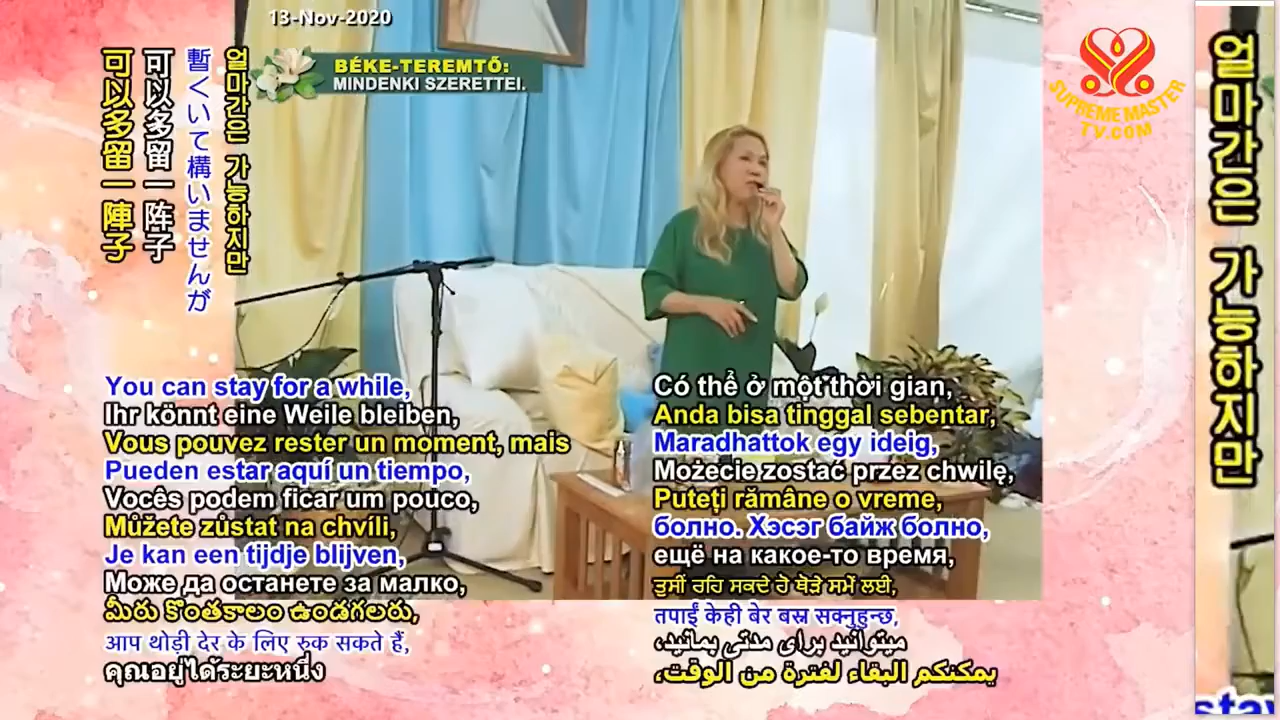 13-Nov-2020
BÉKE-TEREMTŐ:
MINDENKI SZERETTEI.
SUPREME MASTER
TV.COM
可以多留一陣子
可以多留一阵子
暫くいて構いませんが
얼마간은 가능하지만
You can stay for a while,
Ihr könnt eine Weile bleiben,
Vous pouvez rester un moment, mais
Pueden estar aquí un tiempo,
Vocês podem ficar um pouco,
Můžete zůstat na chvíli,
Je kan een tijdje blijven,
Може да останете за малко,
మీరు కొంతకాలం ఉండగలరు,
आप थोड़ी देर के लिए रुक सकते हैं,
คุณอยู่ได้ระยะหนึ่ง
Có thể ở một thời gian,
Anda bisa tinggal sebentar,
Maradhattok egy ideig,
Możecie zostać przez chwilę,
Puteți rămâne o vreme,
болно. Хэсэг байж болно,
ещё на какое-то время,
ਤੁਸੀਂ ਰਹਿ ਸਕਦੇ ਹੋ ਥੋੜੇ ਸਮੇਂ ਲਈ,
तपाईं केही बेर बस्न सक्नुहुन्छ,
میتوانید برای مدتی بمانید،
يمكنكم البقاء لفترة من الوقت،
얼마간은 가능하지만
stay